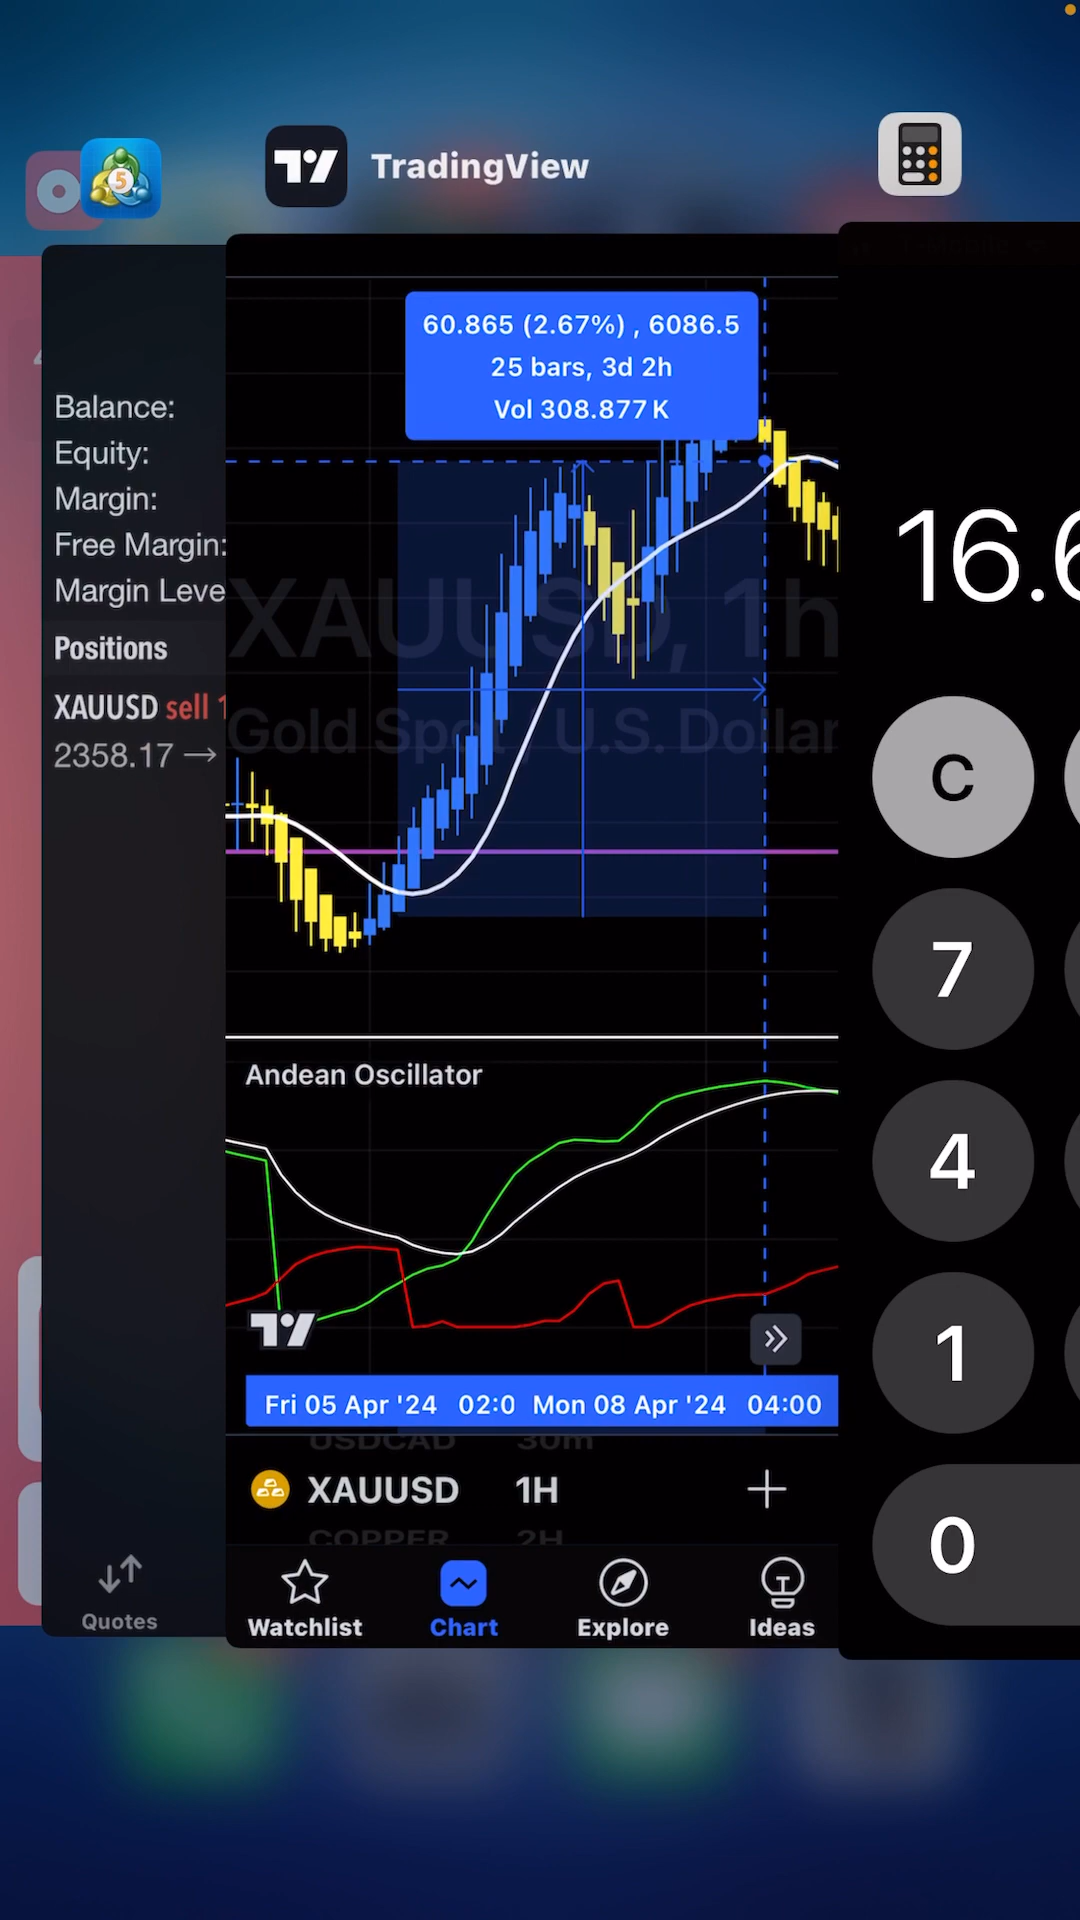 TradingView
60.865 (2.67%) , 6086.5
25 bars, 3d 2h
Vol 308.877 K
Balance:
Equity:
Margin:
Free Margin:
Margin Leve
Positions
XAUUSD sell 1
2358.17 →
5
XAUUSD, 1h
Gold Spot U.S. Dollar
16.6
C
7
4
1
0
Andean Oscillator
Fri 05 Apr '24 02:0
Mon 08 Apr '24 04:00
USDCAD 30m
XAUUSD 1H
COPPER 2H
Quotes
Watchlist
Chart
Explore
Ideas